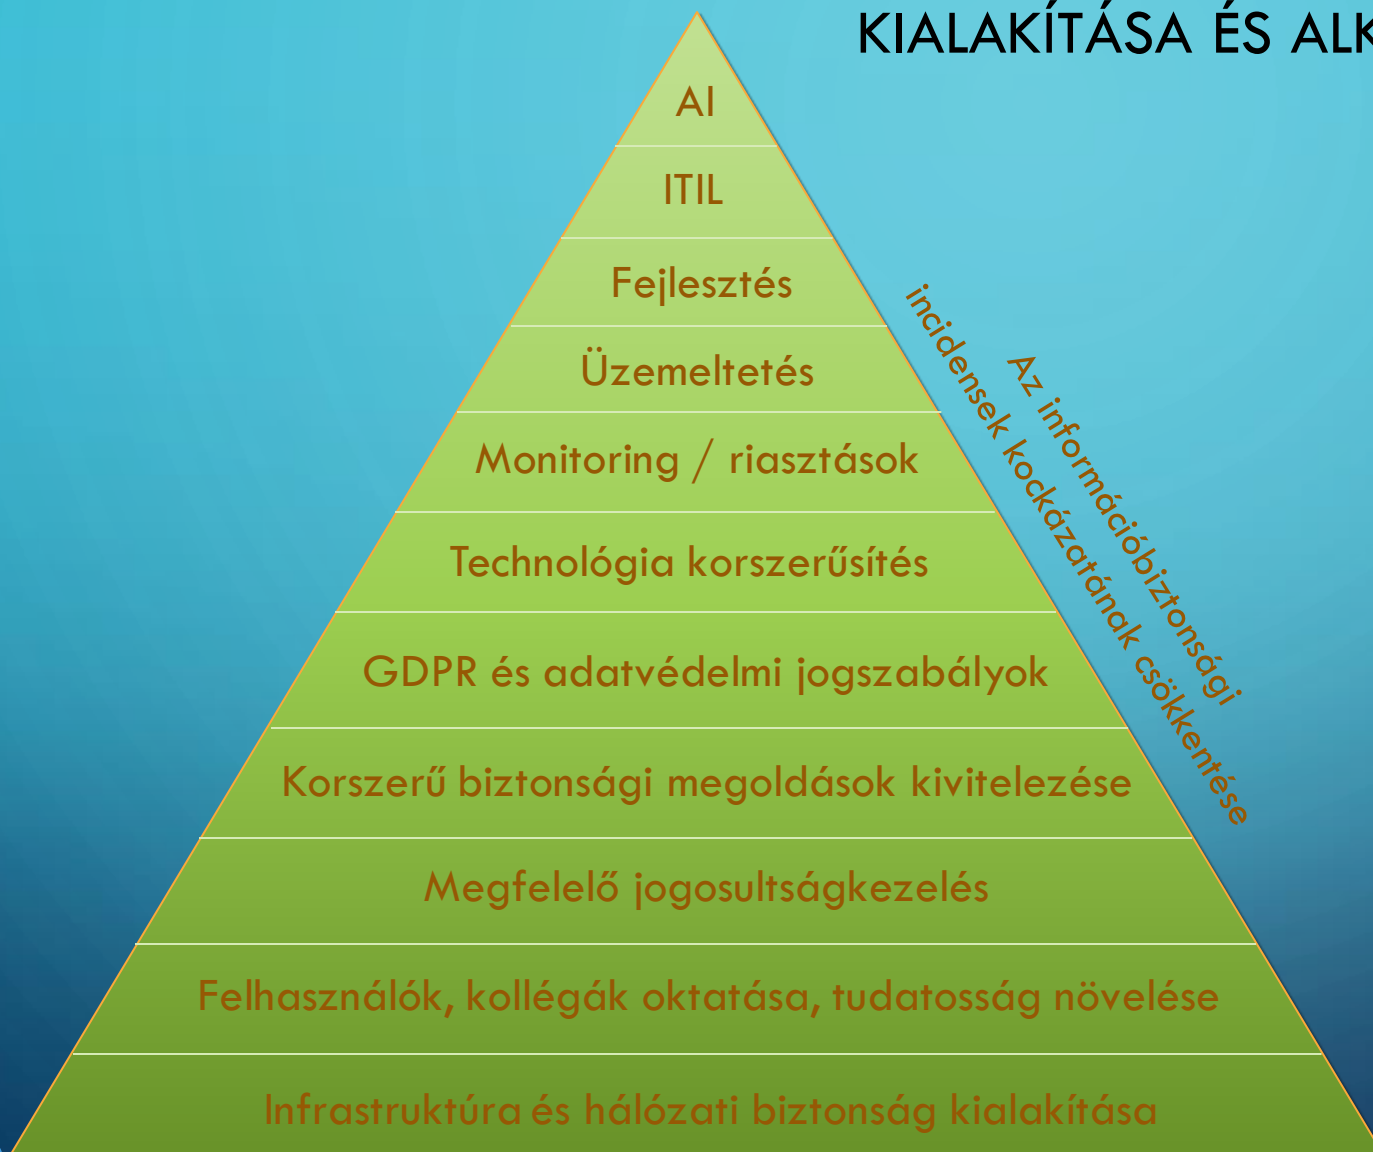 KIALAKÍTÁSA ÉS
AI
ITIL
Fejlesztés
Üzemeltetés
Monitoring / riasztások
Technológia korszerűsítés
GDPR és adatvédelmi jogszabályok
Korszerű biztonsági megoldások kivitelezése
Megfelelő jogosultságkezelés
Felhasználók, kollégák oktatása, tudatosság növelése
Infrastruktúra és hálózati biztonság kialakítása
Az információbiztonsági
incidensek kockázatának csökkentése